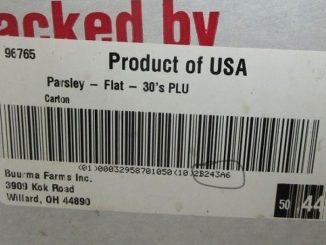 acked by
96765
Product of USA
Parsley - Flat - 30's PLU
Carton
(01)00032958701050(10)2B243A6
Buurma Farms Inc.
3909 Kok Road
Willard, OH 44890
50 44